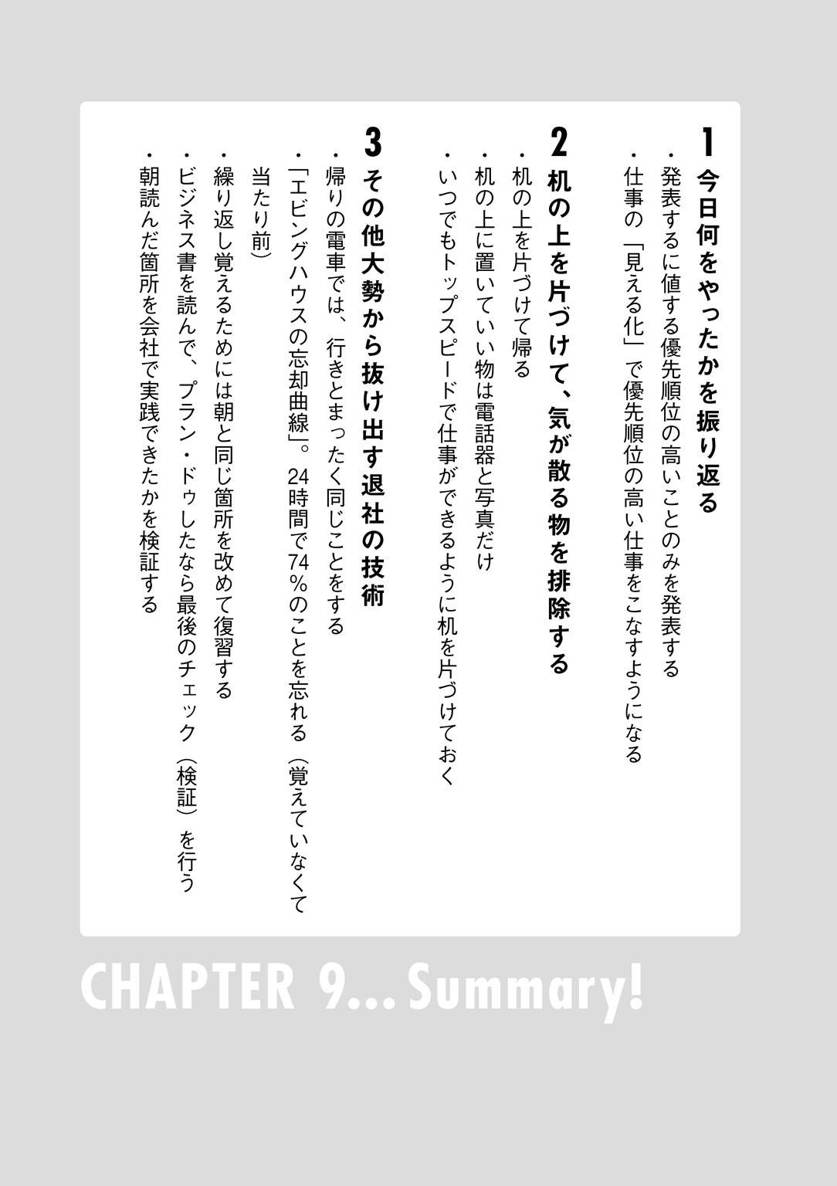 1 今日何をやったかを振り返る
・発表するに値する優先順位の高いことのみを発表する
・仕事の「見える化」で優先順位の高い仕事をこなすようになる
2 机の上を片づけて、気が散る物を排除する
・机の上を片づけて帰る
・机の上に置いていい物は電話器と写真だけ
・いつでもトップスピードで仕事ができるように机を片づけておく
3 その他大勢から抜け出す退社の技術
・帰りの電車では、行きとまったく同じことをする
・「エビングハウスの忘却曲線」。24時間で74％のことを忘れる（覚えていなくて
当たり前）
・繰り返し覚えるためには朝と同じ箇所を改めて復習する
・ビジネス書を読んで、プラン・ドゥしたなら最後のチェック（検証）を行う
・朝読んだ箇所を会社で実践できたかを検証する
CHAPTER 9... Summary!